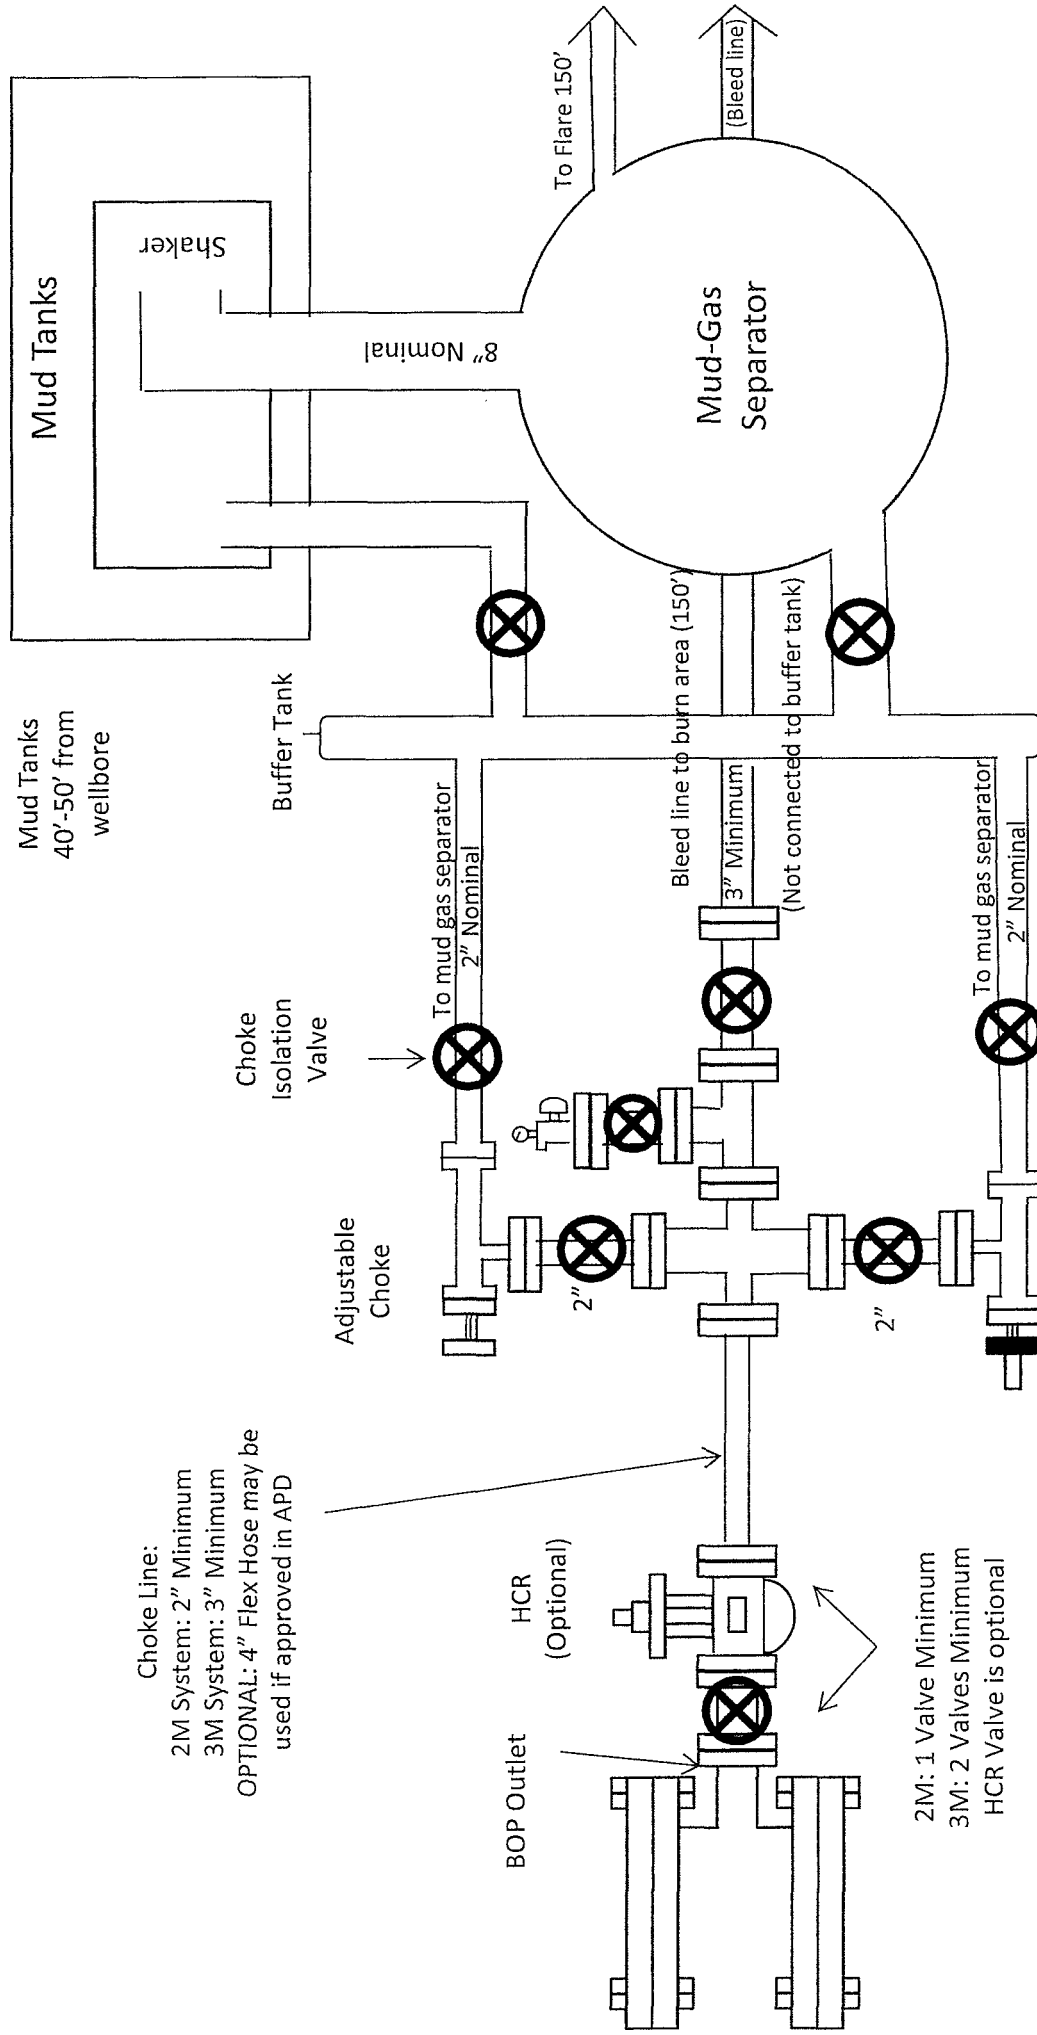 Mud Tanks
40’-50’ from
wellbore
Mud Tanks
Shaker
8” Nominal
Buffer Tank
To Flare 150’
(Bleed line)
Mud-Gas
Separator
Choke
Isolation
Valve
To mud gas separator
2” Nominal
Bleed line to burn area (150’)
3” Minimum
(Not connected to buffer tank)
To mud gas separator
2” Nominal
Adjustable
Choke
2”
2”
Choke Line:
2M System: 2” Minimum
3M System: 3” Minimum
OPTIONAL: 4” Flex Hose may be
used if approved in APD
HCR
(Optional)
BOP Outlet
2M: 1 Valve Minimum
3M: 2 Valves Minimum
HCR Valve is optional